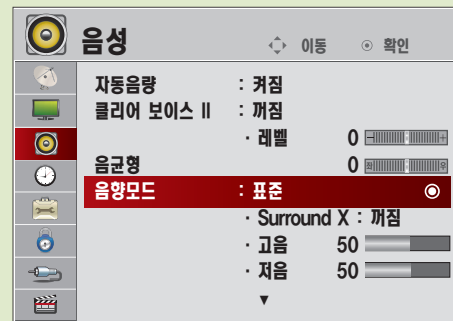 음성 이동 확인
자동음량 : 켜짐
클리어 보이스 II : 꺼짐
· 레벨 0 - +
음균형 0 좌 우
음향모드 : 표준
· Surround X : 꺼짐
· 고음 50
· 저음 50
▼